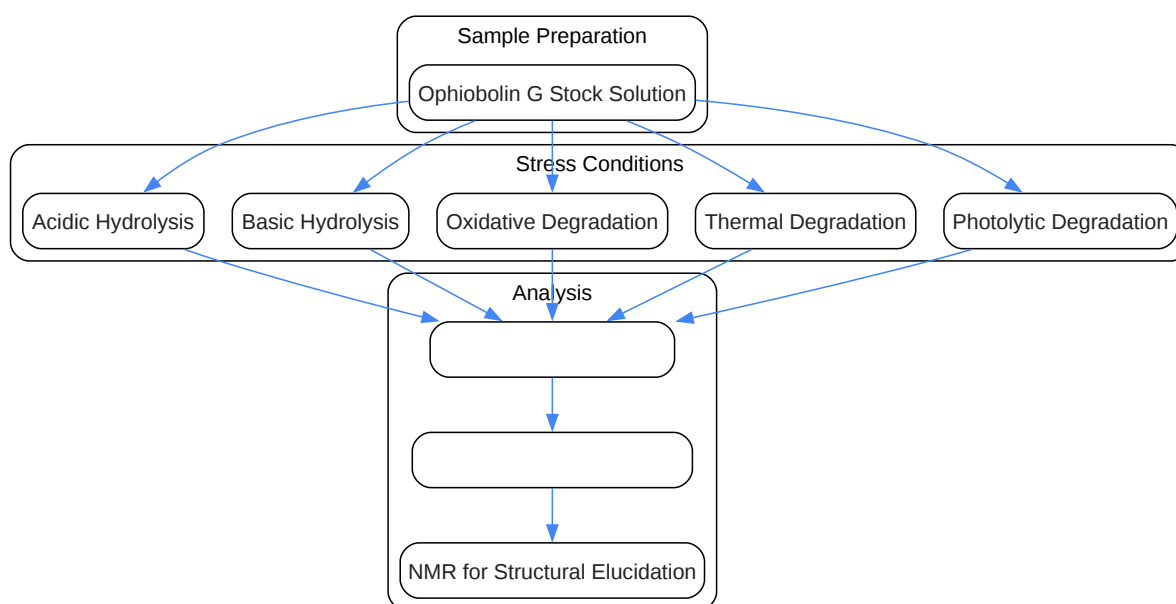 Sample Preparation
Ophiobolin G Stock Solution
Stress Conditions
Acidic Hydrolysis
Basic Hydrolysis
Oxidative Degradation
Thermal Degradation
Photolytic Degradation
Analysis
NMR for Structural Elucidation